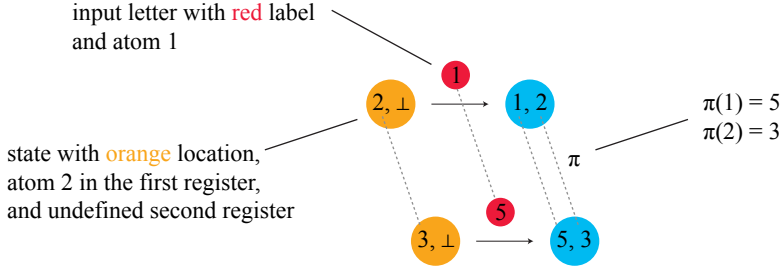 input letter with red label
and atom 1
1
2, ⊥
1, 2
π(1) = 5
π(2) = 3
state with orange location,
atom 2 in the first register,
and undefined second register
π
5
3, ⊥
5, 3